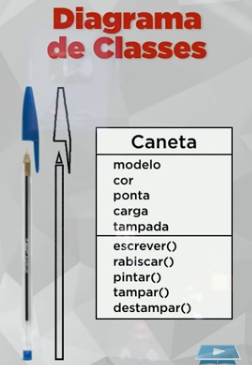 Diagrama
de Classes
Caneta
modelo
cor
ponta
carga
tampada
escrever()
rabiscar()
pintar()
tampar()
destampar()